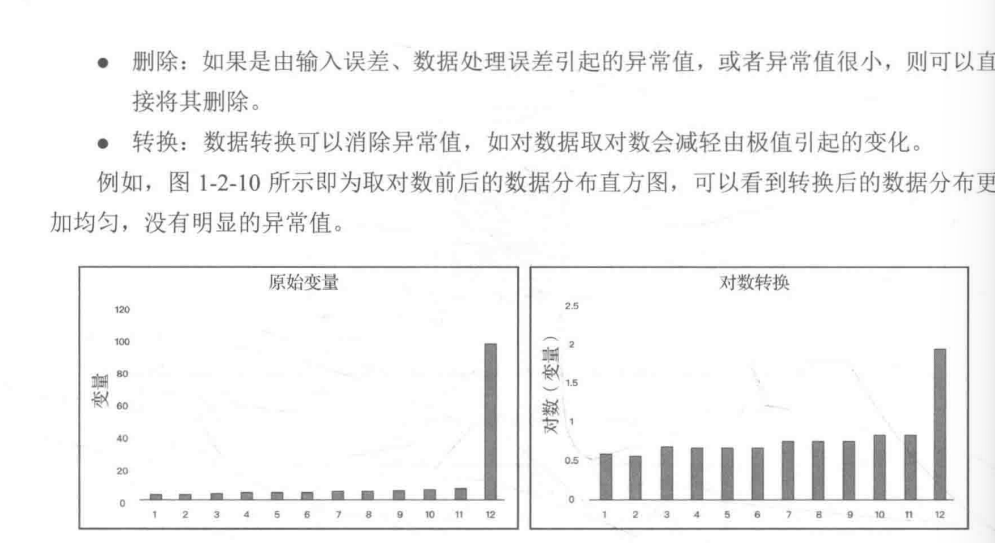 ● 删除：如果是由输入误差、数据处理误差引起的异常值，或者异常值很小，则可以直
接将其删除。
● 转换：数据转换可以消除异常值，如对数据取对数会减轻由极值引起的变化。
例如，图 1-2-10 所示即为取对数前后的数据分布直方图，可以看到转换后的数据分布更
加均匀，没有明显的异常值。
原始变量
变量
120
100
80
60
40
20
0
1 2 3 4 5 6 7 8 9 10 11 12
对数转换
对数（变量）
2.5
2
1.5
1
0.5
0
1 2 3 4 5 6 7 8 9 10 11 12